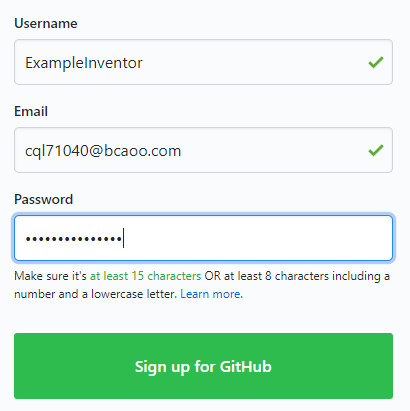 Username
ExampleInventor
Email
cql71040@bcaoo.com
Password
•••••••••••••••
Make sure it's at least 15 characters OR at least 8 characters including a
number and a lowercase letter. Learn more.
Sign up for GitHub